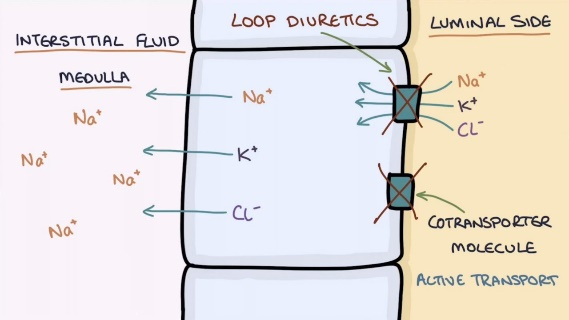 LOOP DIURETICS
LUMINAL SIDE
INTERSTITIAL FLUID
MEDULLA
Na⁺
Na⁺
Na⁺
Na⁺
Na⁺
K⁺
Cl⁻
Na⁺
K⁺
Cl⁻
COTRANSPORTER
MOLECULE
ACTIVE TRANSPORT